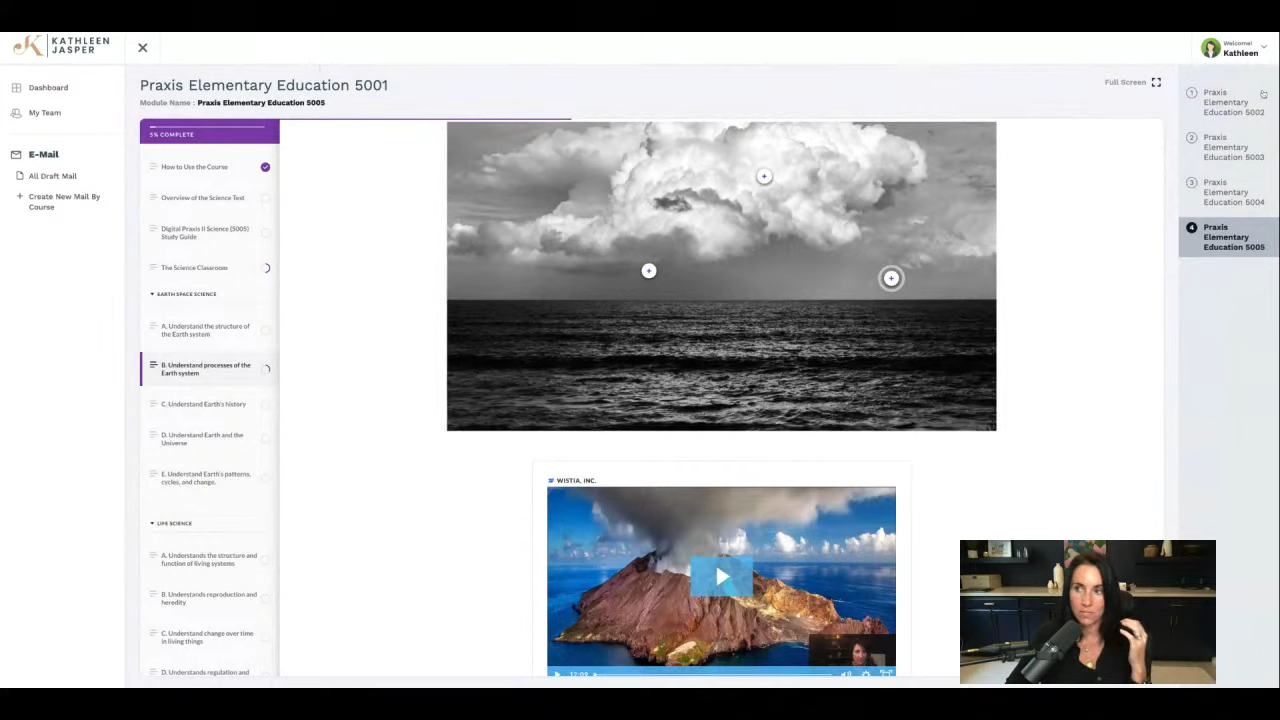 KATHLEEN
JASPER
Welcome!
Kathleen
Dashboard
My Team
E-Mail
All Draft Mail
+ Create New Mail By
Course
Praxis Elementary Education 5001
Module Name : Praxis Elementary Education 5005
Full Screen
5% COMPLETE
How to Use the Course
Overview of the Science Test
Digital Praxis II Science (5005)
Study Guide
The Science Classroom
EARTH SPACE SCIENCE
A. Understand the structure of
the Earth system
B. Understand processes of the
Earth system
C. Understand Earth's history
D. Understand Earth and the
Universe
E. Understand Earth's patterns,
cycles, and change.
LIFE SCIENCE
A. Understands the structure and
function of living systems
B. Understands reproduction and
heredity
C. Understand change over time
in living things
D. Understands regulation and
WISTIA, INC.
12:09
1 Praxis
Elementary
Education 5002
2 Praxis
Elementary
Education 5003
3 Praxis
Elementary
Education 5004
4 Praxis
Elementary
Education 5005